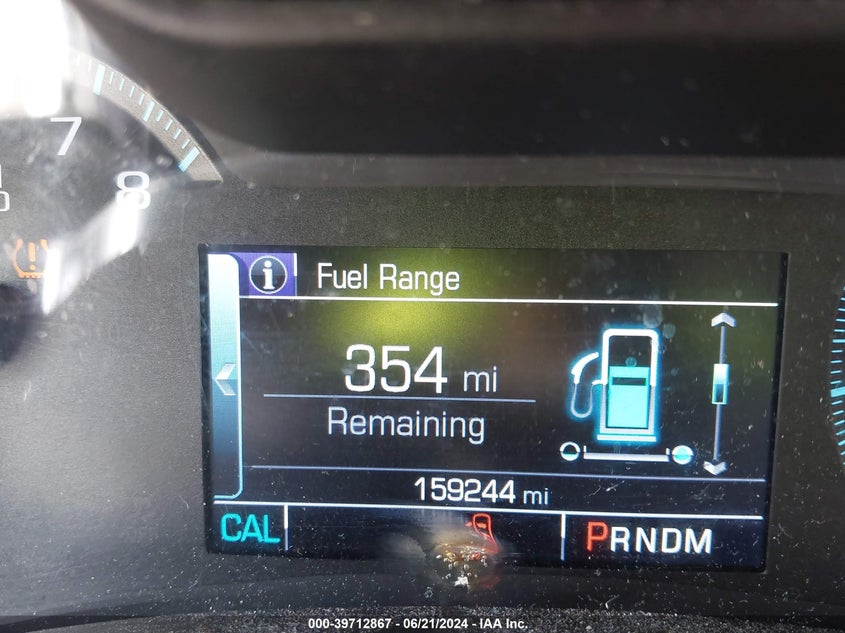 7
8
Fuel Range
354 mi
Remaining
159244 mi
CAL
PRNDM
000-39712867 - 06/21/2024 - IAA Inc.